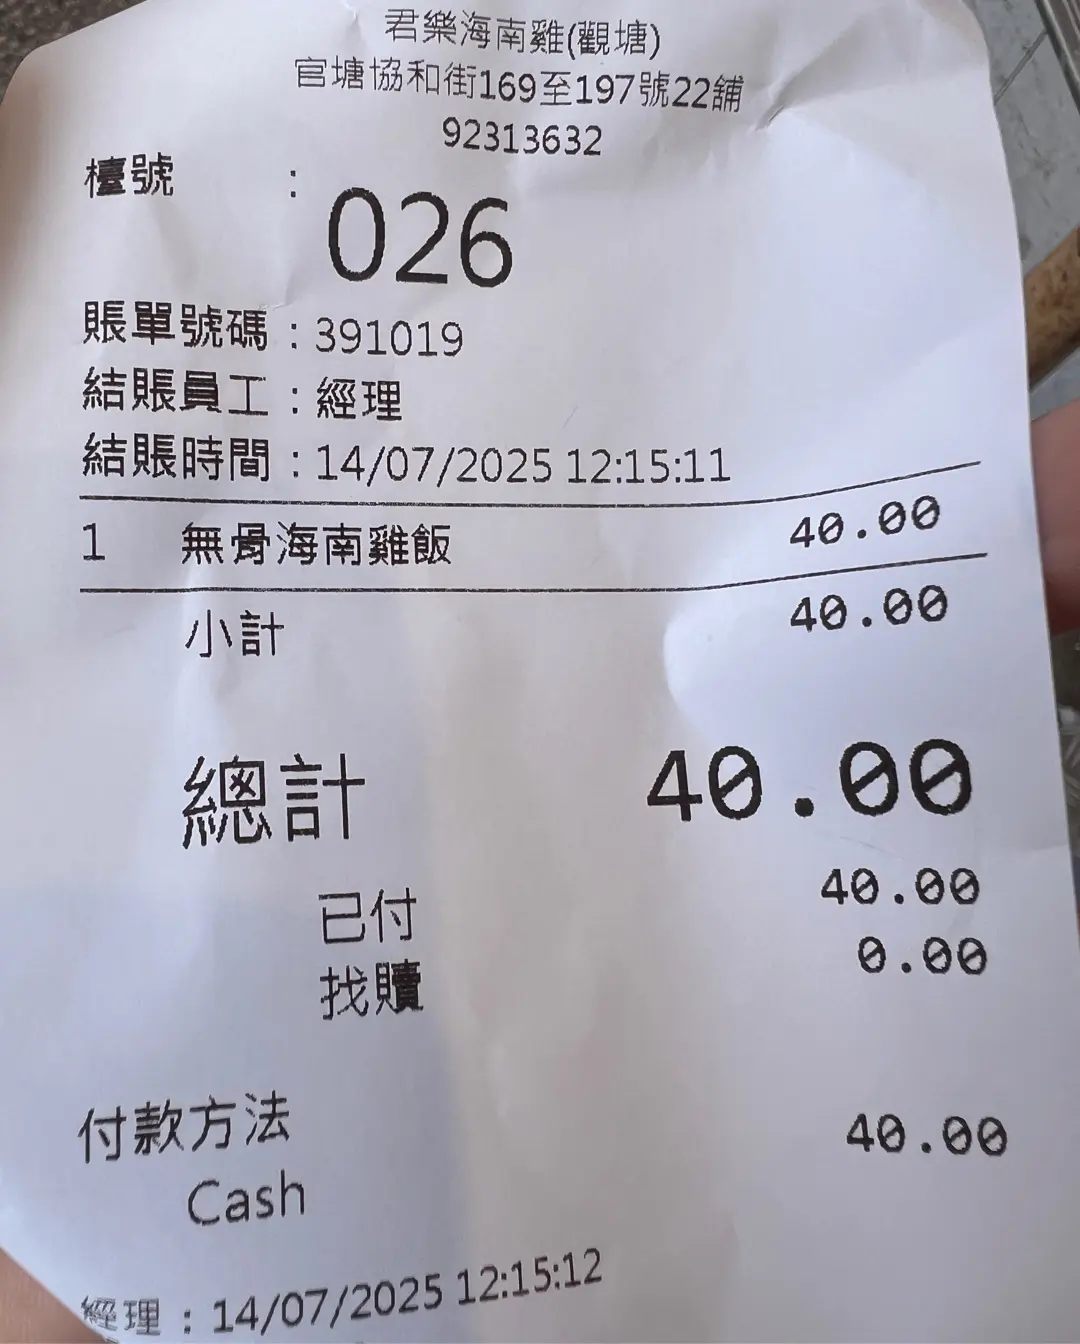 君樂海南雞(觀塘)
官塘協和街169至197號22舖
92313632
檯號 : 026
賬單號碼 : 391019
結賬員工 : 經理
結賬時間 : 14/07/2025 12:15:11
1 無骨海南雞飯 40.00
小計 40.00
總計 40.00
已付 40.00
找贖 0.00
付款方法 40.00
Cash
經理 : 14/07/2025 12:15:12